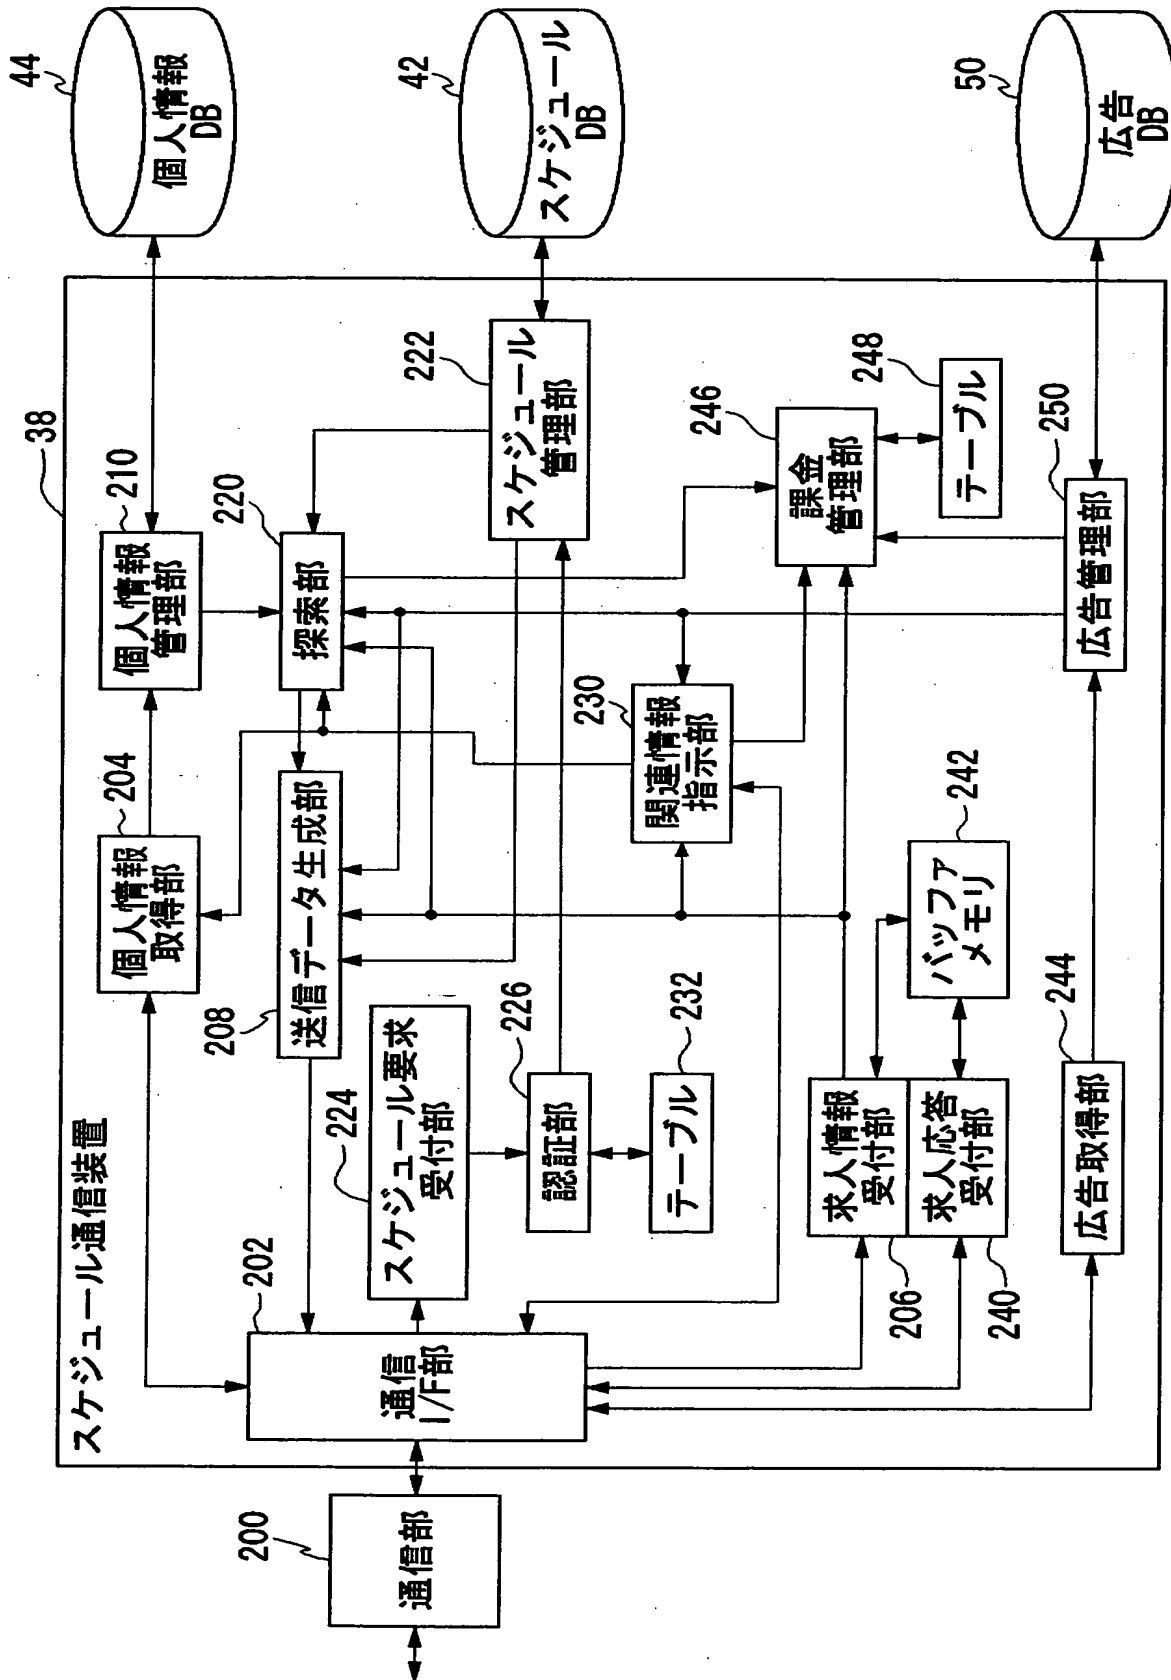 スケジュール通信装置
38
44
個人情報
DB
204
個人情報
取得部
210
個人情報
管理部
42
スケジュール
DB
208
送信データ生成部
220
探索部
222
スケジュール
管理部
200
通信部
202
通信
I/F部
224
スケジュール要求
受付部
226
認証部
232
テーブル
230
関連情報
指示部
246
課金
管理部
248
テーブル
206
求人情報
受付部
240
求人応答
受付部
242
バッファ
メモリ
244
広告取得部
250
広告管理部
50
広告
DB